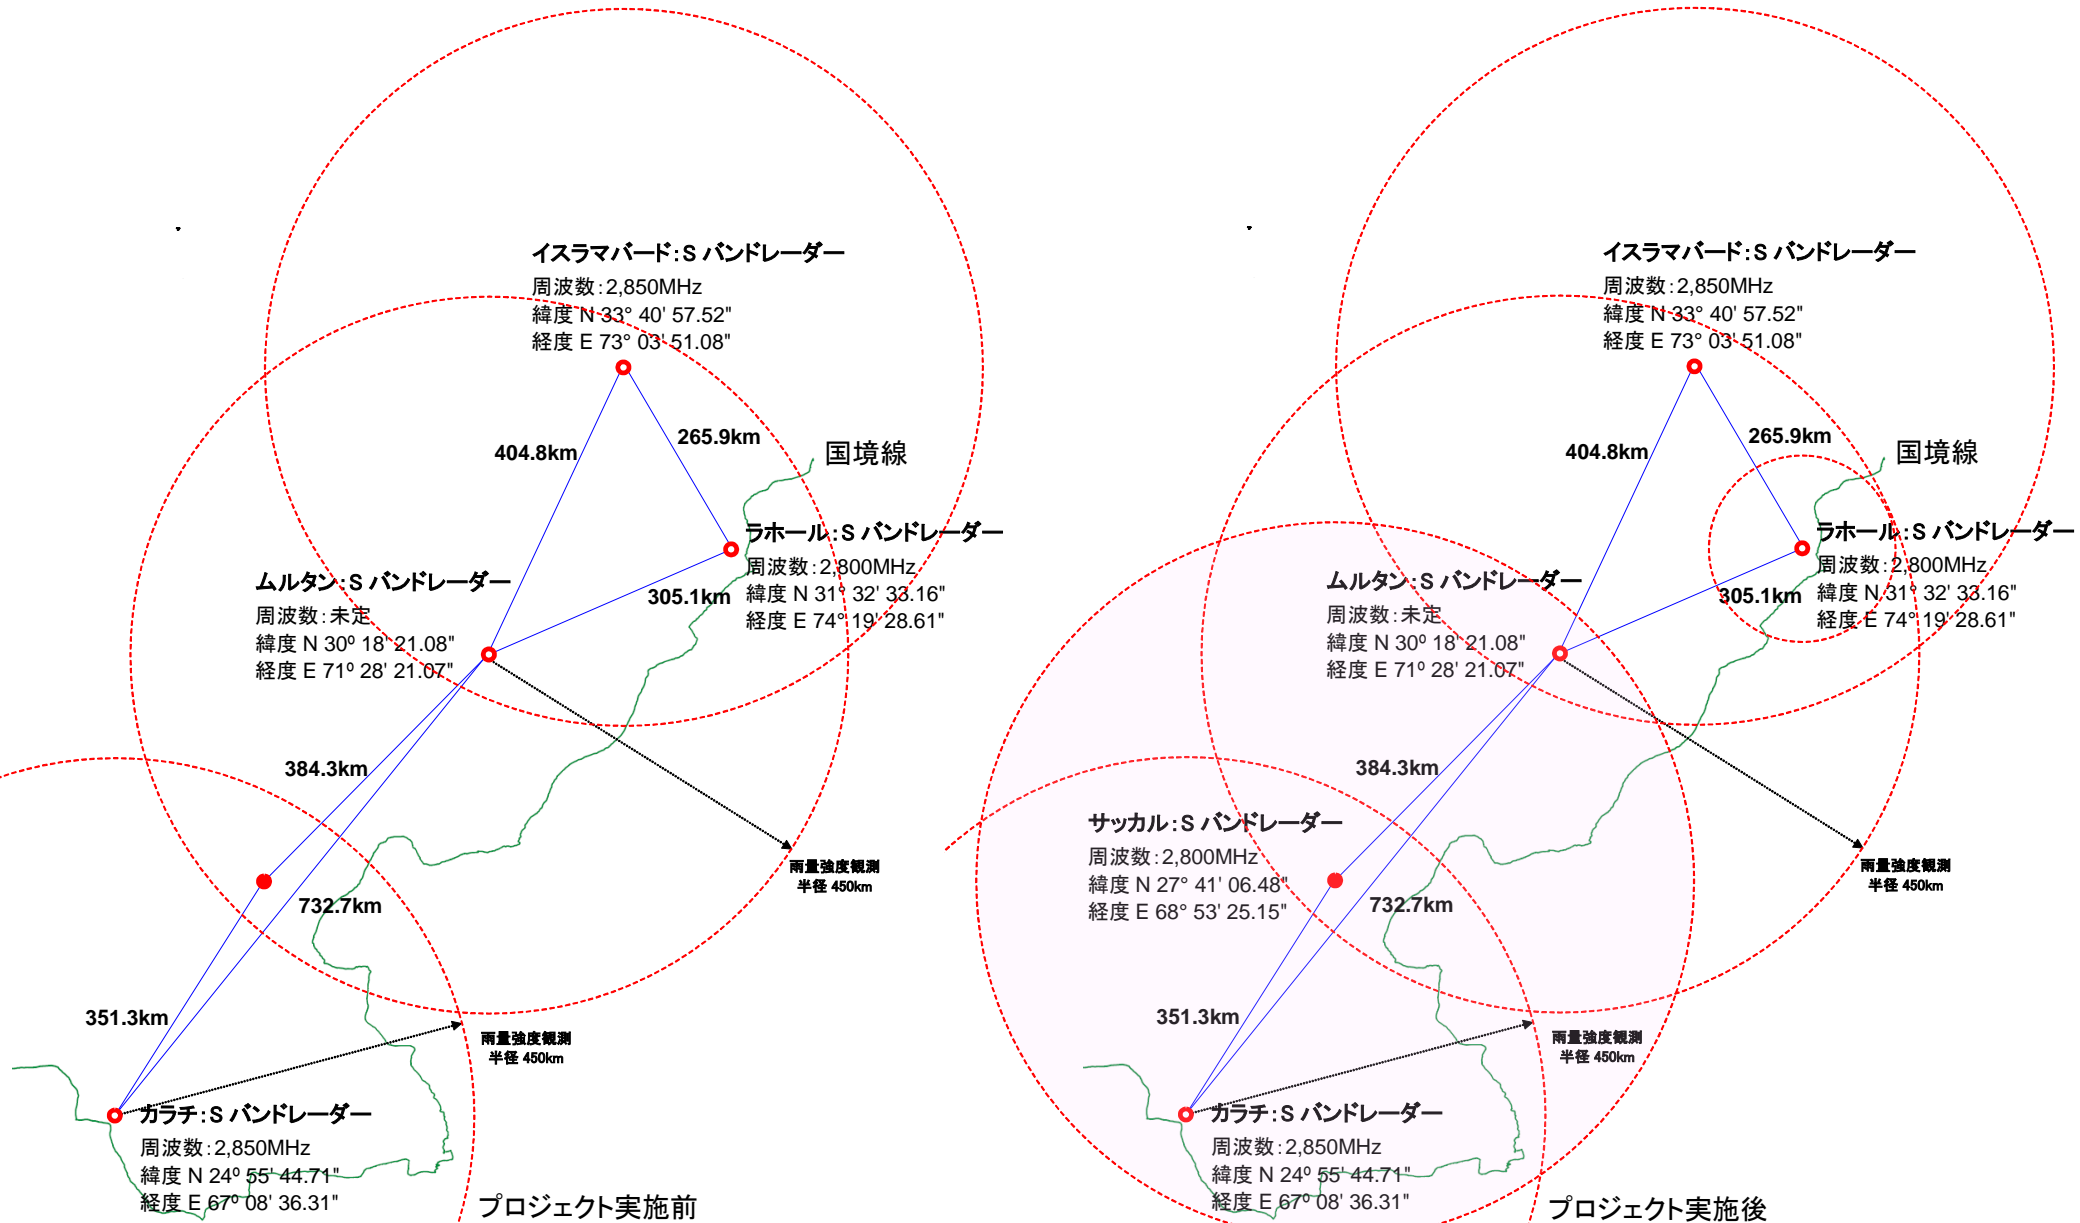 イスラマバード:S バンドレーダー
周波数:2,850MHz
緯度 N 33° 40' 57.52"
経度 E 73° 03' 51.08"
404.8km
265.9km
国境線
ラホール:S バンドレーダー
周波数:2,800MHz
緯度 N 31° 32' 33.16"
経度 E 74° 19' 28.61"
ムルタン:S バンドレーダー
周波数:未定
緯度 N 30º 18' 21.08"
経度 E 71º 28' 21.07"
305.1km
384.3km
732.7km
雨量強度観測
半径 450km
351.3km
雨量強度観測
半径 450km
カラチ:S バンドレーダー
周波数:2,850MHz
緯度 N 24º 55' 44.71"
経度 E 67º 08' 36.31"
プロジェクト実施前
イスラマバード:S バンドレーダー
周波数:2,850MHz
緯度 N 33° 40' 57.52"
経度 E 73° 03' 51.08"
404.8km
265.9km
国境線
ラホール:S バンドレーダー
周波数:2,800MHz
緯度 N 31° 32' 33.16"
経度 E 74° 19' 28.61"
ムルタン:S バンドレーダー
周波数:未定
緯度 N 30º 18' 21.08"
経度 E 71º 28' 21.07"
305.1km
384.3km
サッカル:S バンドレーダー
周波数:2,800MHz
緯度 N 27° 41' 06.48"
経度 E 68° 53' 25.15"
732.7km
雨量強度観測
半径 450km
351.3km
雨量強度観測
半径 450km
カラチ:S バンドレーダー
周波数:2,850MHz
緯度 N 24º 55' 44.71"
経度 E 67º 08' 36.31"
プロジェクト実施後